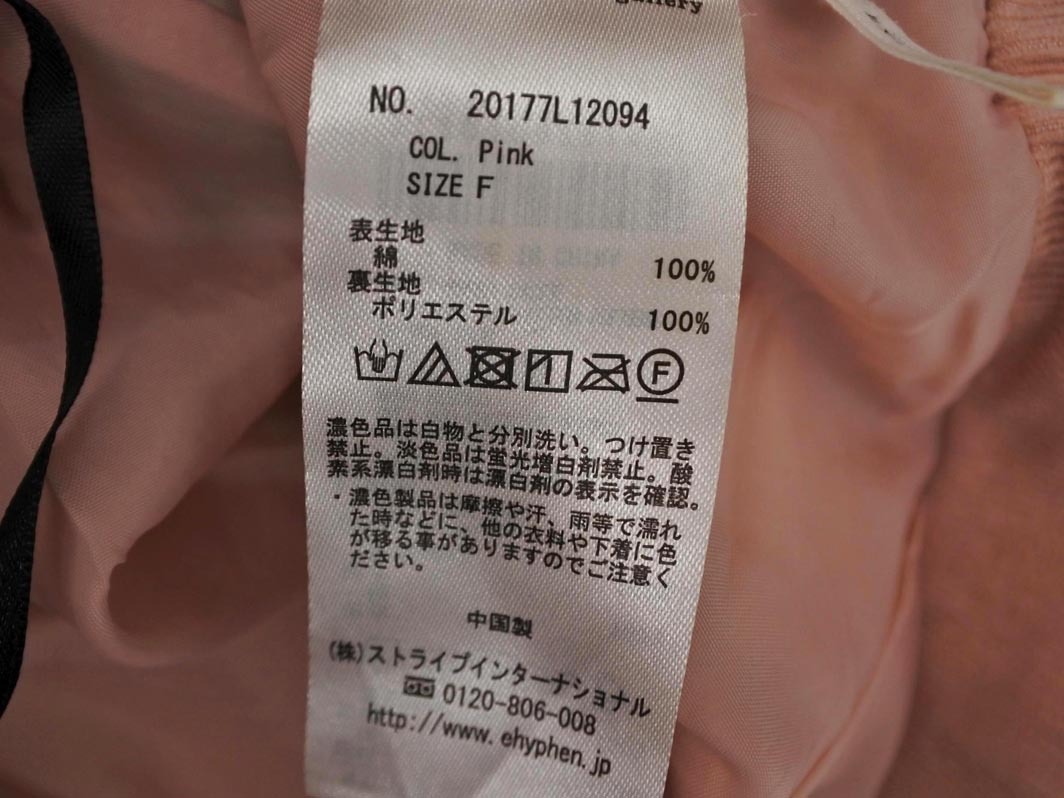 gallery
NO. 20177L12094
COL. Pink
SIZE F
表生地
綿 100%
裏生地
ポリエステル 100%
F
濃色品は白物と分別洗い。つけ置き
禁止。淡色品は蛍光増白剤禁止。酸
素系漂白剤時は漂白剤の表示を確認。
・濃色製品は摩擦や汗、雨等で濡れ
た時などに、他の衣料や下着に色
が移る事がありますのでご注意く
ださい。
中国製
(株)ストライプインターナショナル
0120-806-008
http://www.ehyphen.jp